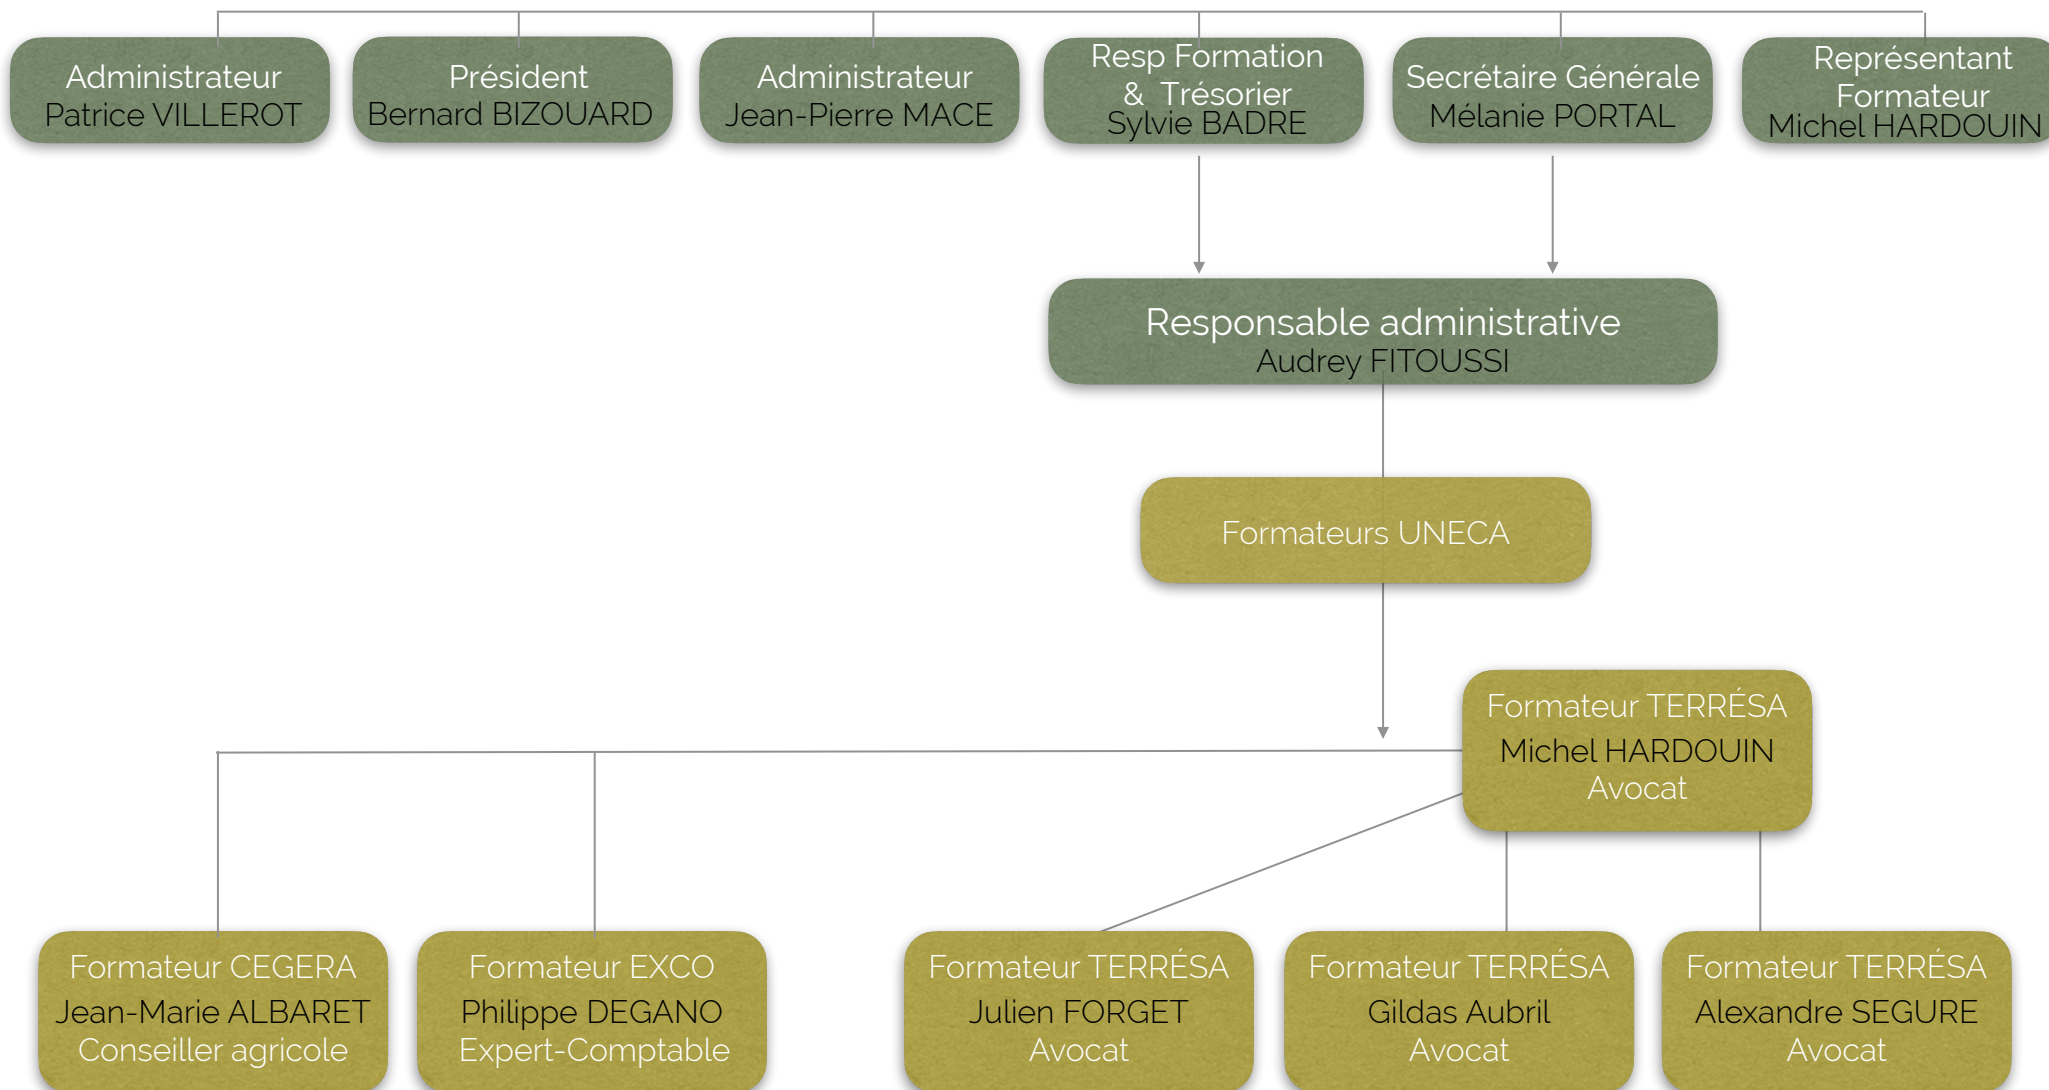 Administrateur
Patrice VILLEROT
Président
Bernard BIZOUARD
Administrateur
Jean-Pierre MACE
Resp Formation
& Trésorier
Sylvie BADRE
Secrétaire Générale
Mélanie PORTAL
Représentant
Formateur
Michel HARDOUIN
Responsable administrative
Audrey FITOUSSI
Formateurs UNECA
Formateur TERRÉSA
Michel HARDOUIN
Avocat
Formateur CEGERA
Jean-Marie ALBARET
Conseiller agricole
Formateur EXCO
Philippe DEGANO
Expert-Comptable
Formateur TERRÉSA
Julien FORGET
Avocat
Formateur TERRÉSA
Gildas Aubril
Avocat
Formateur TERRÉSA
Alexandre SEGURE
Avocat